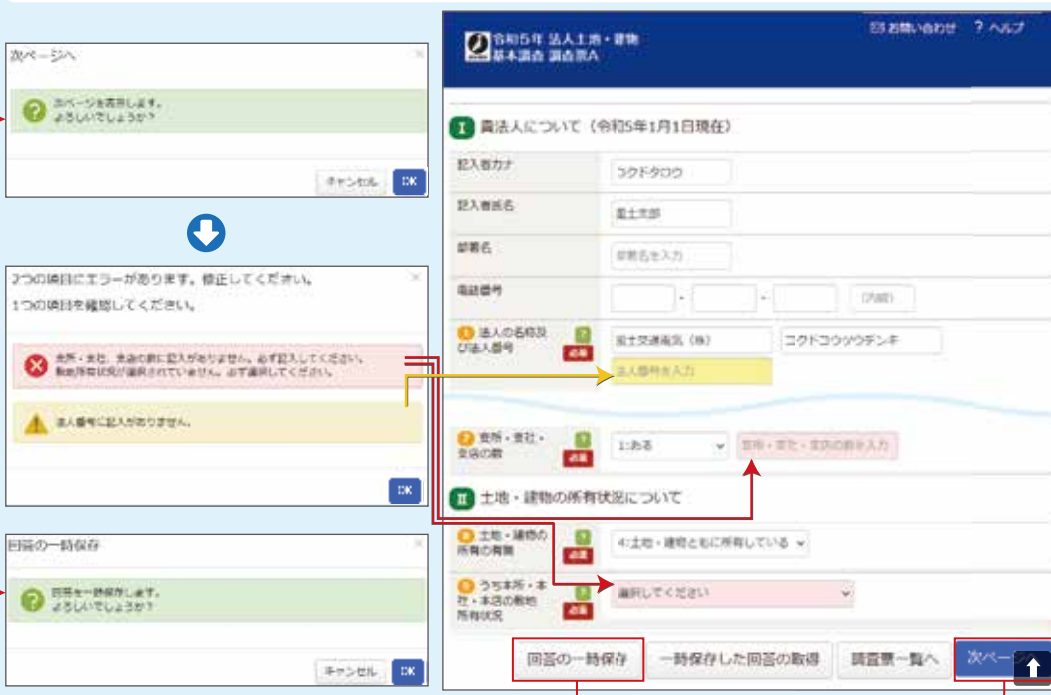 次ページへ
次ページを表示します。
よろしいでしょうか?
キャンセル
OK
2つの項目にエラーがあります。修正してください。
1つの項目を確認してください。
支所・支社、支店の数に記入がありません。必ず記入してください。
敷地所有状況が選択されていません。必ず選択してください。
法人番号に記入がありません。
OK
回答の一時保存
回答を一時保存します。
よろしいでしょうか?
キャンセル
OK
お問い合わせ
? ヘルプ
令和5年 法人土地・建物
基本調査 調査票A
I 貴法人について(令和5年1月1日現在)
記入者カナ
コクドタロウ
記入者氏名
国土太郎
部署名
部署名を入力
電話番号
-
-
(内線)
1 法人の名称及び法人番号
?
必須
国土交通電気(株)
コクドコウツウデンキ
法人番号を入力
2 支所・支社・支店の数
?
必須
1:ある
支所・支社・支店の数を入力
II 土地・建物の所有状況について
土地・建物の所有の有無
?
必須
4:土地・建物ともに所有している
うち本所・本社・本店の敷地所有状況
?
必須
選択してください
回答の一時保存
一時保存した回答の取得
調査票一覧へ
次ペー